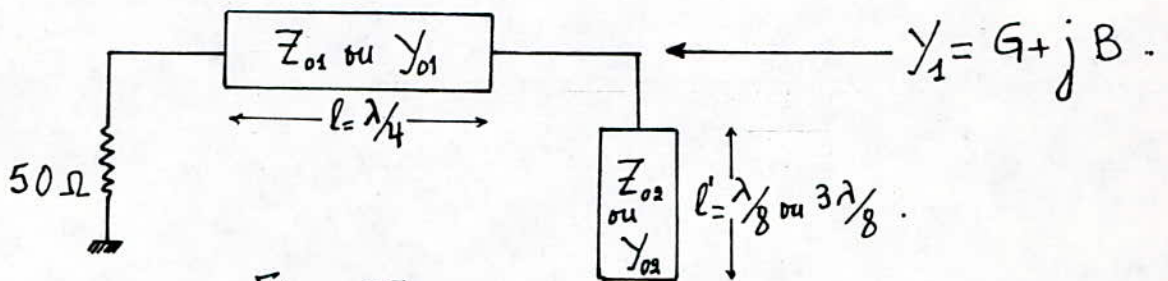 Z₀₁ ou Y₀₁
Y₁ = G + j B .
l = λ/4
50 Ω
Z₀₂
ou
Y₀₂
l' = λ/8 ou 3λ/8 .